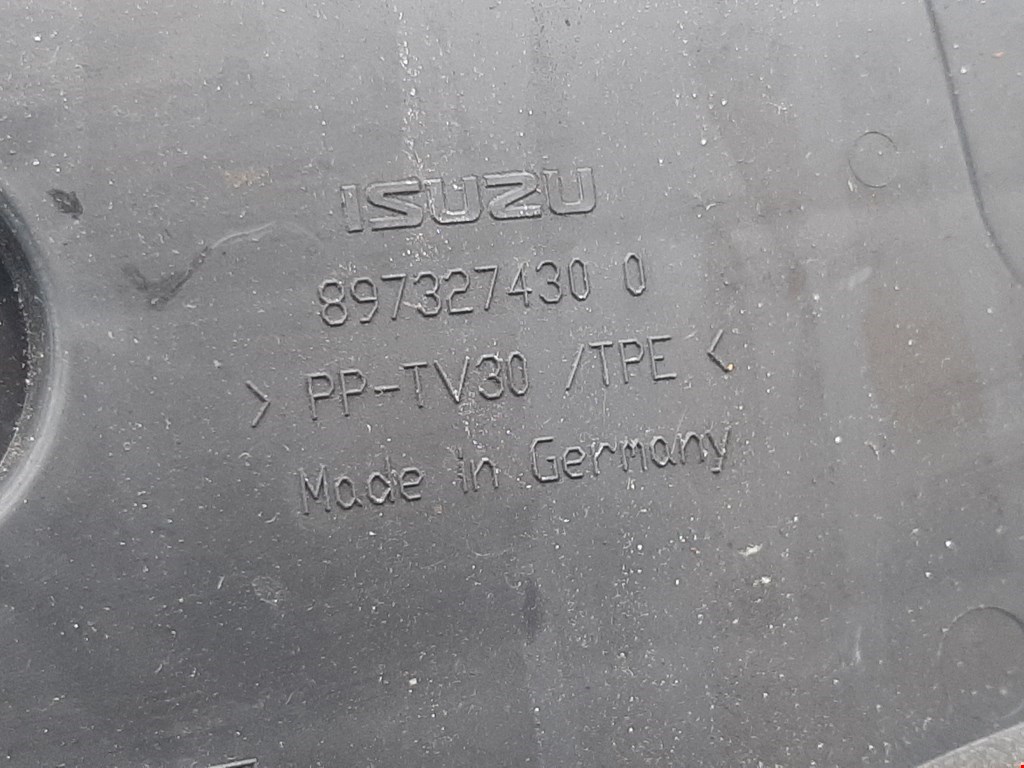 ISUZU
897327430 0
> PP-TV30 /TPE <
Made in Germany